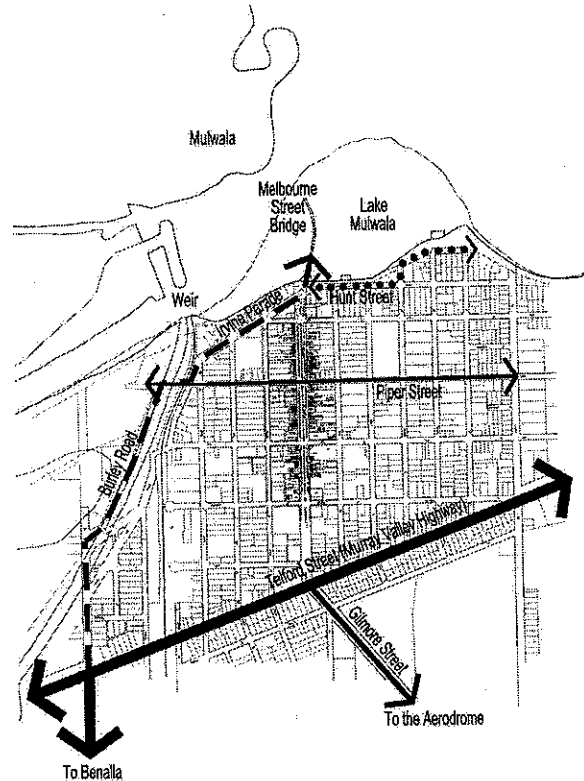 Mulwala
Melbourne
Street
Bridge
Lake
Mulwala
Weir
Irvine Parade
Hunt Street
Piper Street
Burley Road
Telford Street (Murray Valley Highway)
Gilmore Street
To the Aerodrome
To Benalla